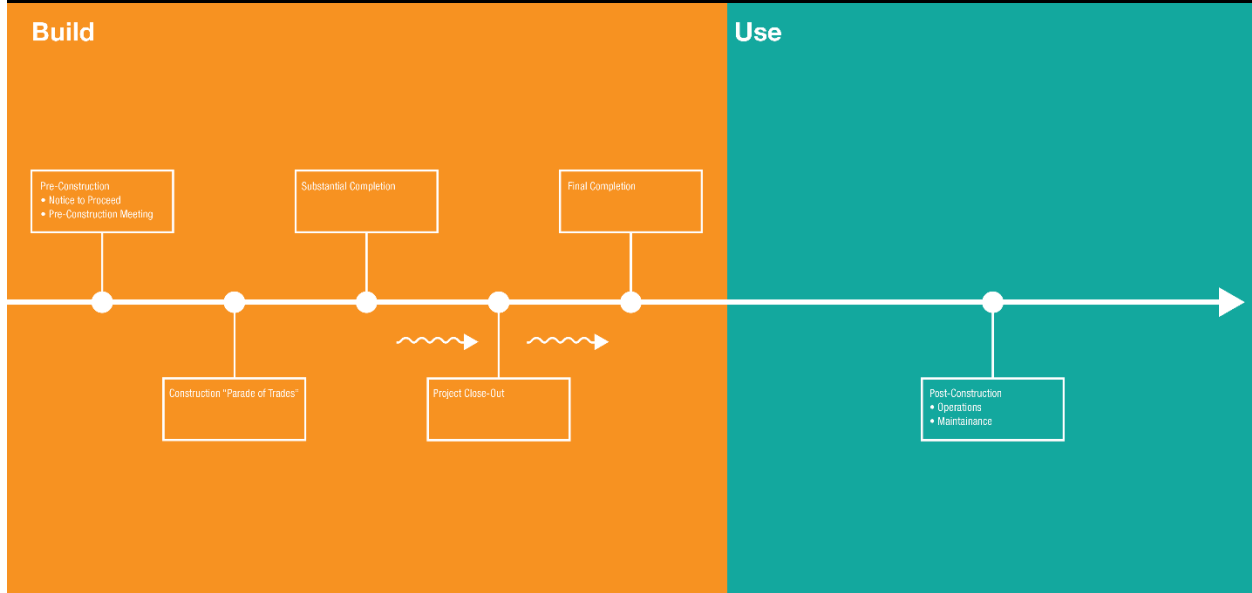 Build
Use
Pre-Construction
• Notice to Proceed
• Pre-Construction Meeting
Substantial Completion
Final Completion
Construction "Parade of Trades"
Project Close-Out
Post-Construction
• Operations
• Maintainance